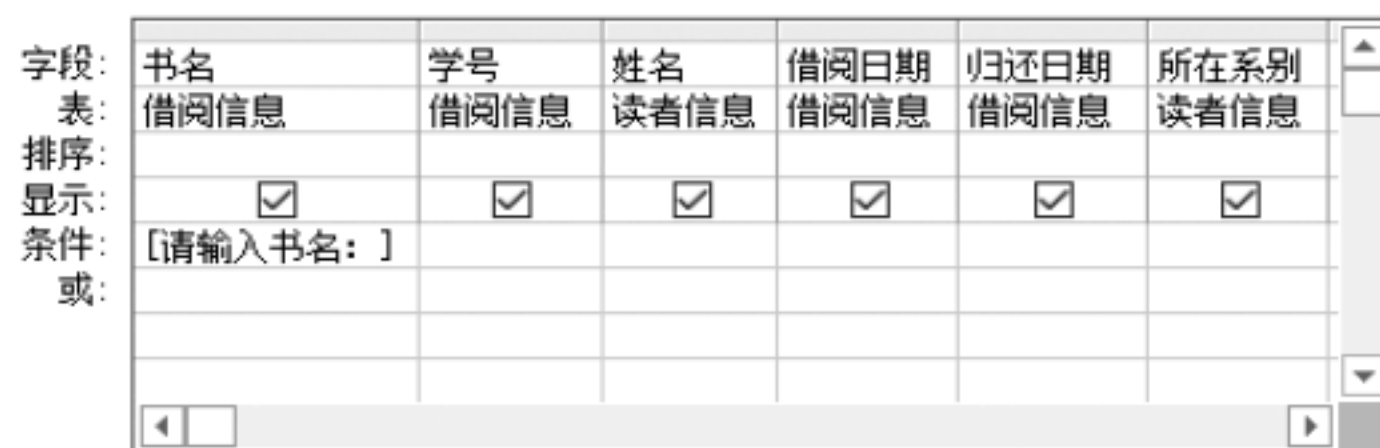 字段: 书名 学号 姓名 借阅日期 归还日期 所在系别
表: 借阅信息 借阅信息 读者信息 借阅信息 借阅信息 读者信息
排序:
显示:
条件: [请输入书名: ]
或: